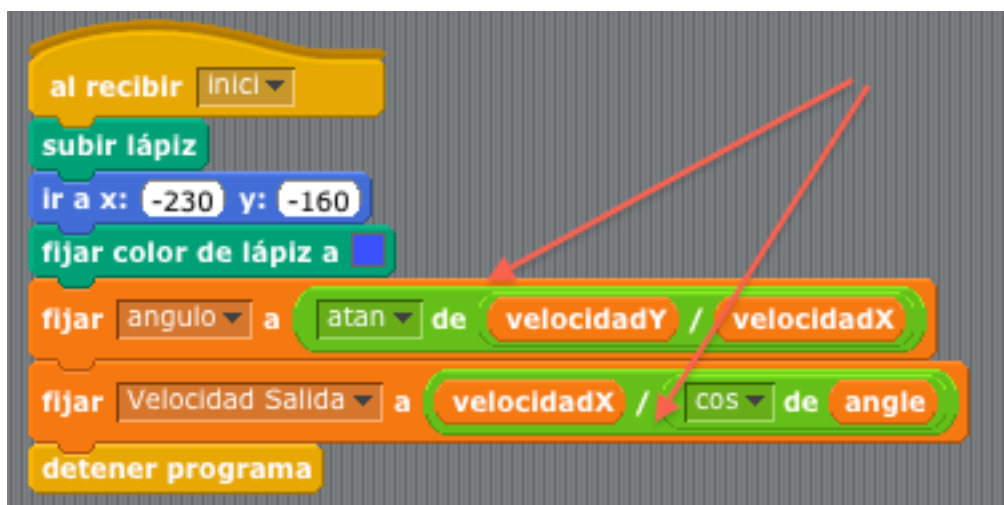 al recibir inici
subir lápiz
ir a x: -230 y: -160
fijar color de lápiz a
fijar angulo a atan de velocidadY / velocidadX
fijar Velocidad Salida a velocidadX / cos de angle
detener programa